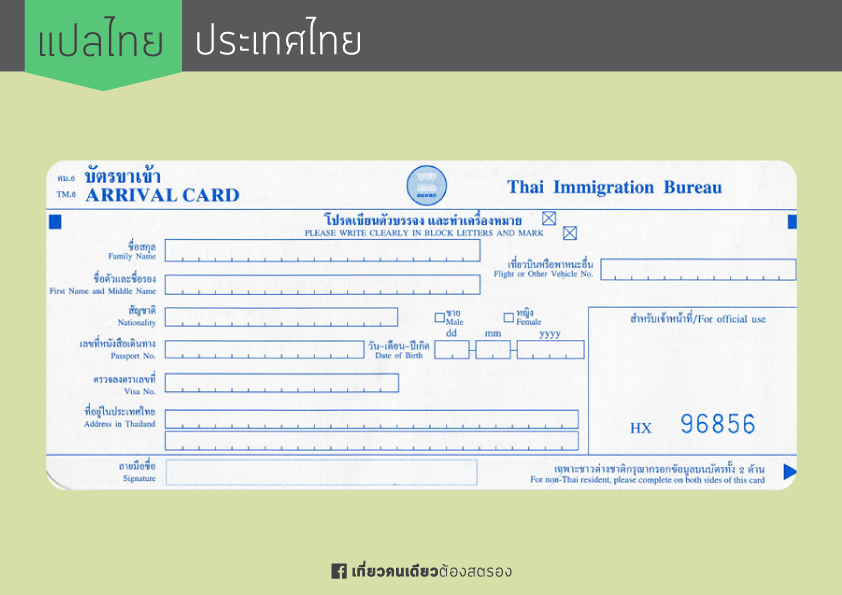 แปลไทย ประเทศไทย
ตม.6 บัตรขาเข้า
TM.6 ARRIVAL CARD
Thai Immigration Bureau
โปรดเขียนตัวบรรจง และทำเครื่องหมาย
PLEASE WRITE CLEARLY IN BLOCK LETTERS AND MARK
ชื่อสกุล
Family Name
เที่ยวบินหรือพาหนะอื่น
Flight or Other Vehicle No.
ชื่อตัวและชื่อรอง
First Name and Middle Name
สัญชาติ
Nationality
ชาย
Male
หญิง
Female
สำหรับเจ้าหน้าที่/For official use
dd mm yyyy
เลขที่หนังสือเดินทาง
Passport No.
วัน-เดือน-ปีเกิด
Date of Birth
ตรวจลงตราเลขที่
Visa No.
ที่อยู่ในประเทศไทย
Address in Thailand
HX 96856
ลายมือชื่อ
Signature
เฉพาะชาวต่างชาติกรุณากรอกข้อมูลบนบัตรทั้ง 2 ด้าน
For non-Thai resident, please complete on both sides of this card
เที่ยวคนเดียวต้องสตรอง